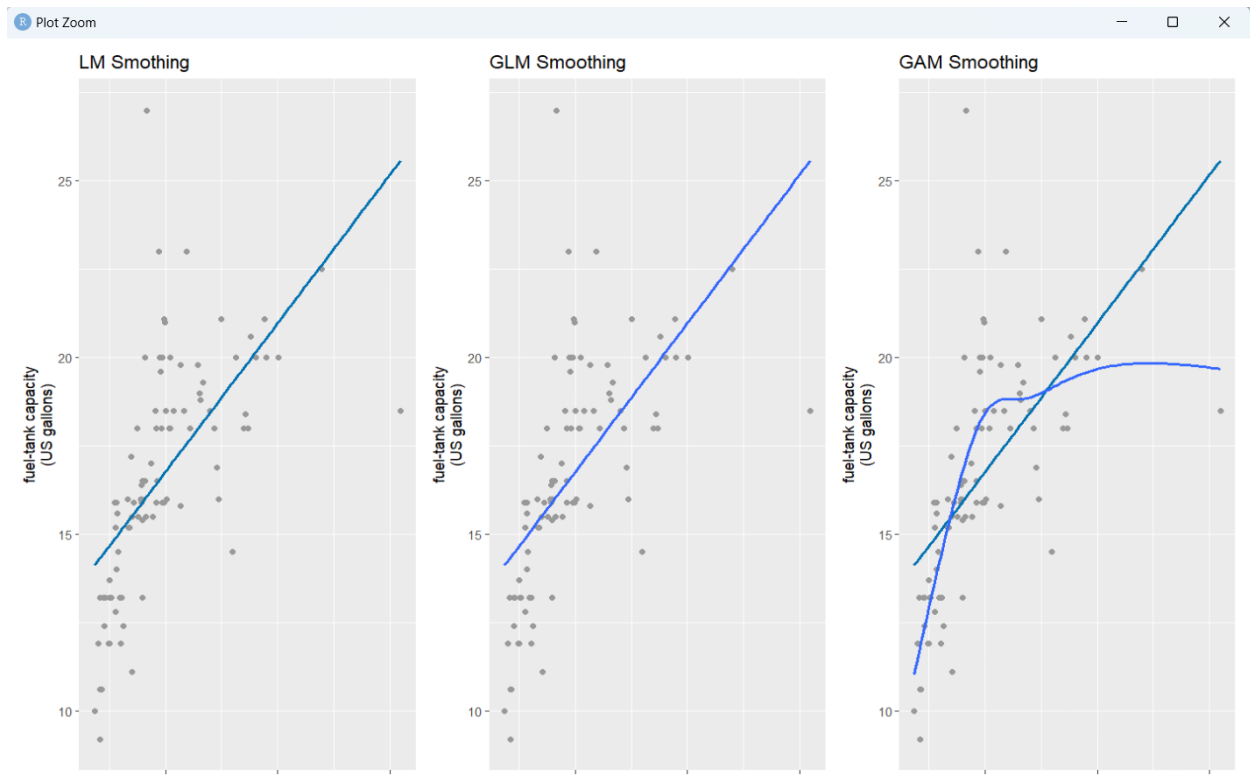 R Plot Zoom
LM Smothing
GLM Smoothing
GAM Smoothing
25
20
15
10
fuel-tank capacity
(US gallons)
25
20
15
10
fuel-tank capacity
(US gallons)
25
20
15
10
fuel-tank capacity
(US gallons)